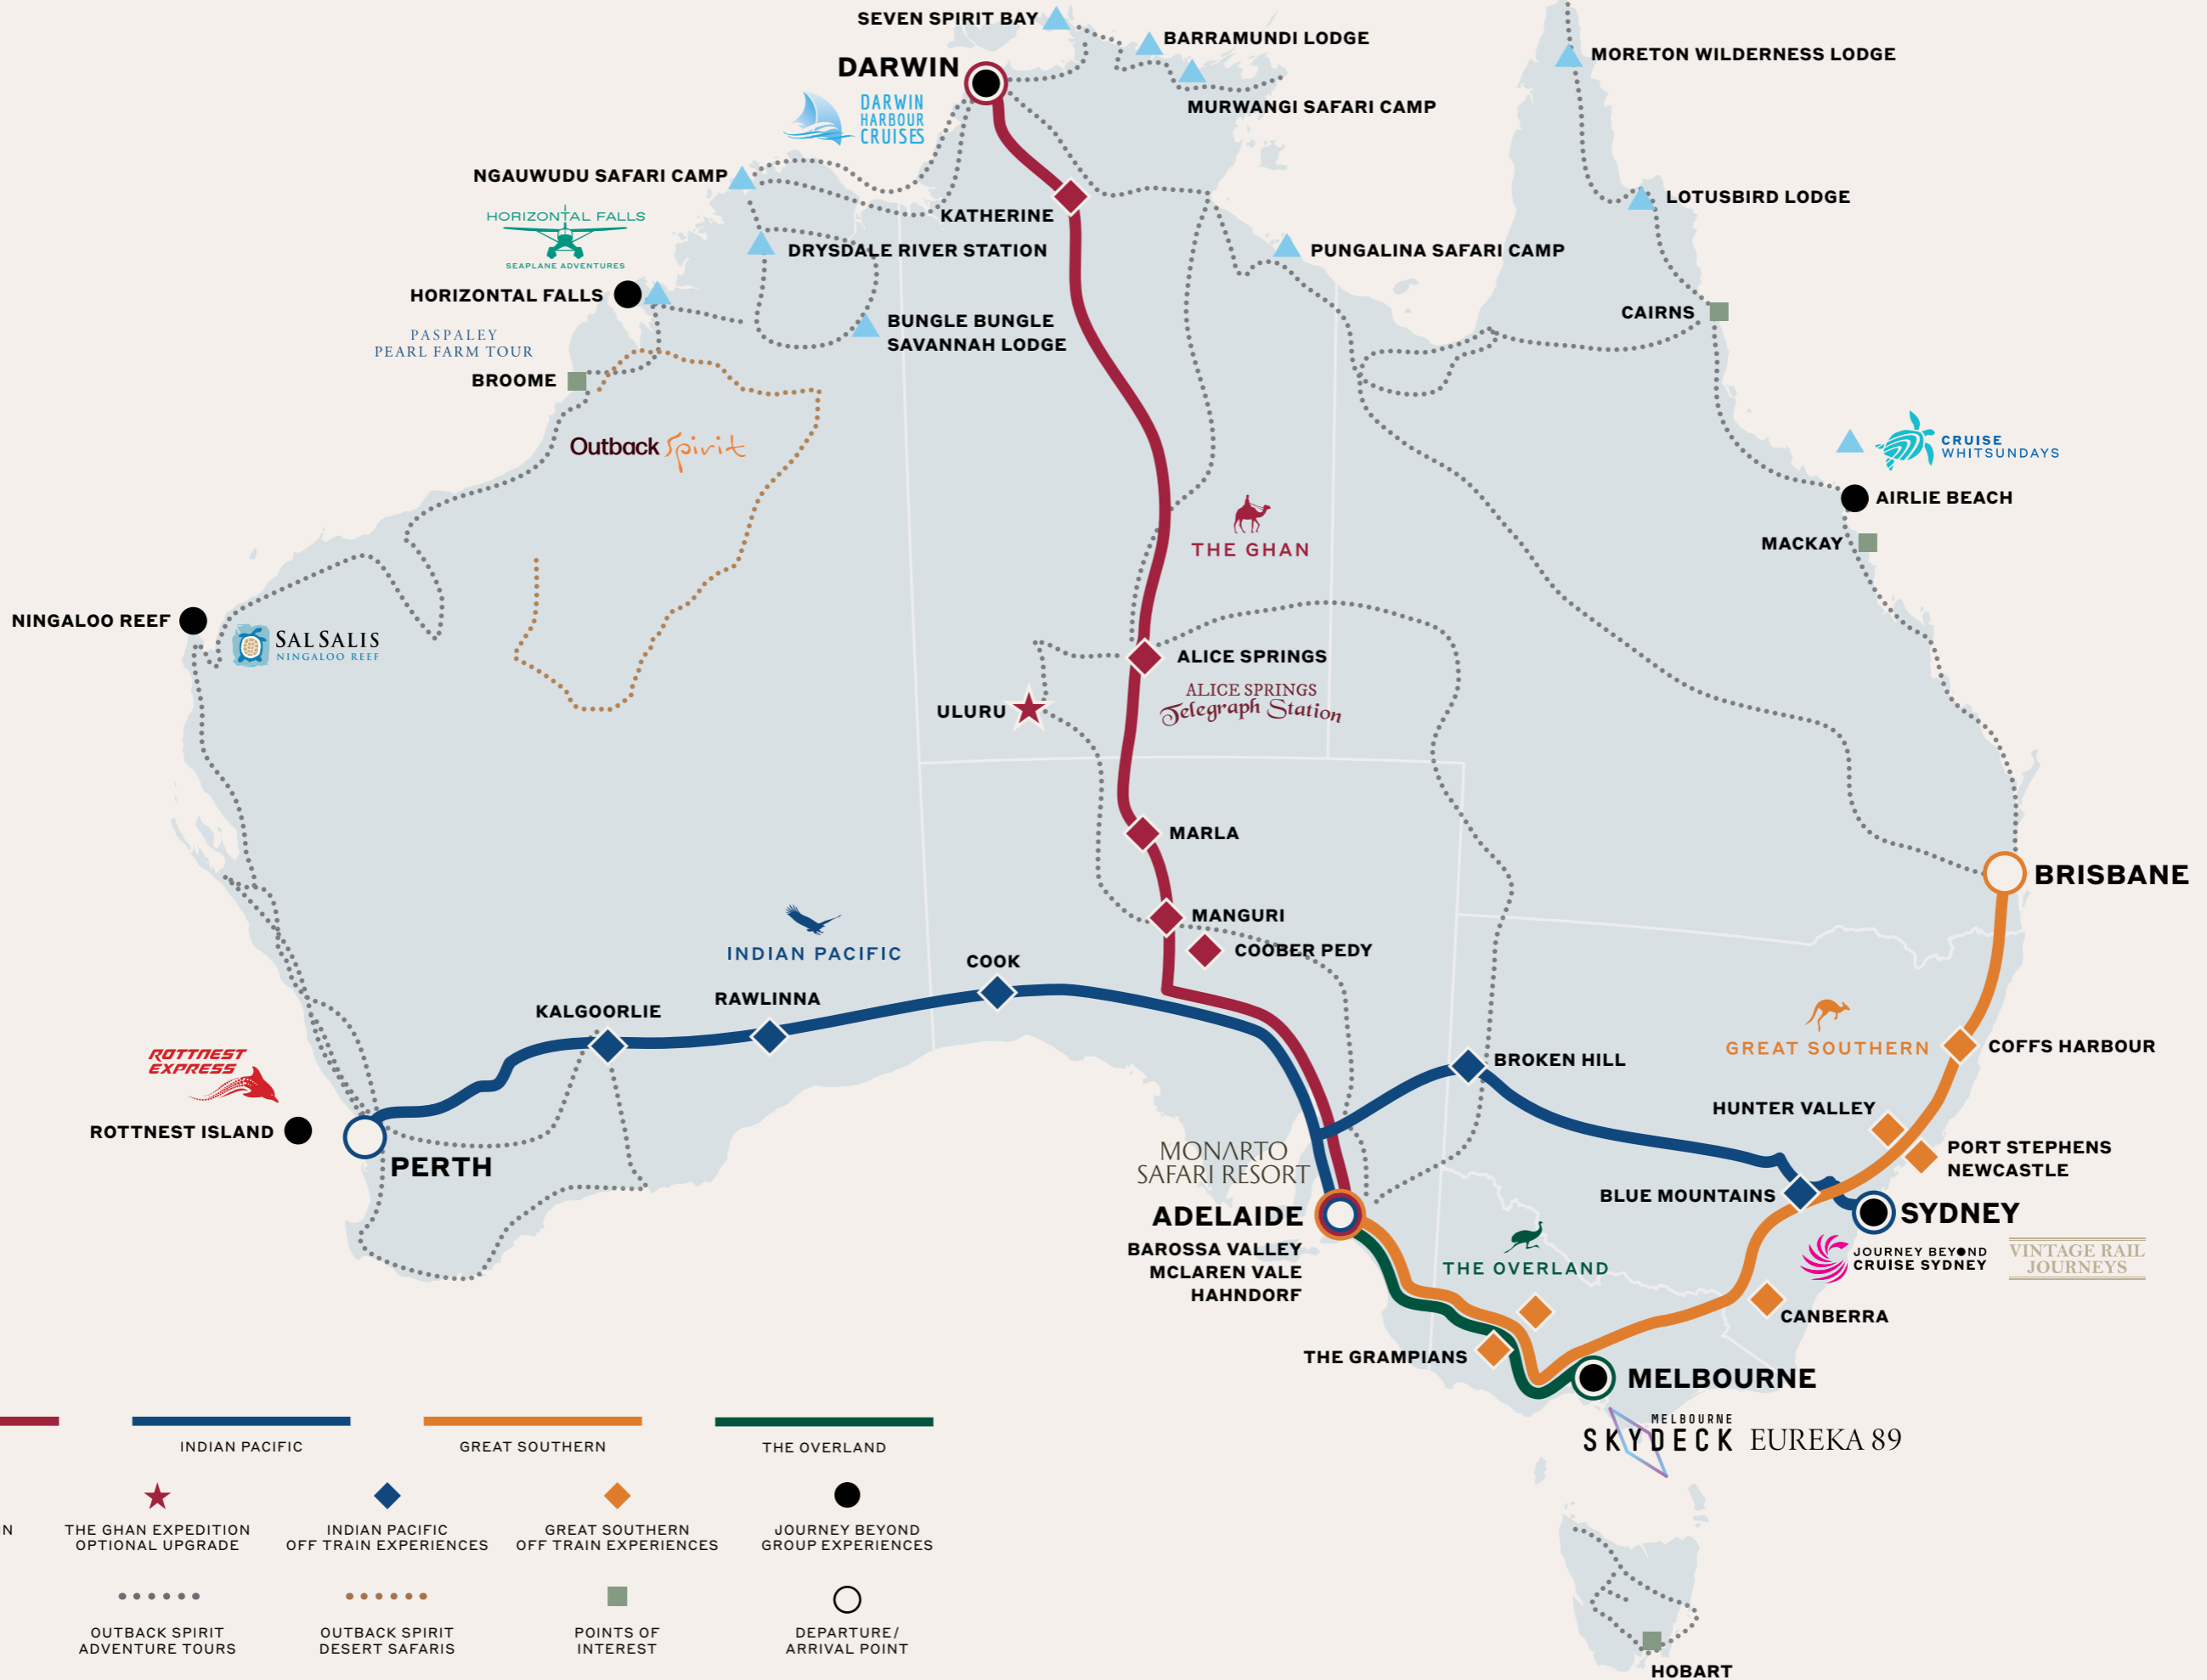 SEVEN SPIRIT BAY
BARRAMUNDI LODGE
MORETON WILDERNESS LODGE
DARWIN
DARWIN
HARBOUR
CRUISES
MURWANGI SAFARI CAMP
NGAUWUDU SAFARI CAMP
LOTUSBIRD LODGE
HORIZONTAL FALLS
SEAPLANE ADVENTURES
KATHERINE
DRYSDALE RIVER STATION
PUNGALINA SAFARI CAMP
HORIZONTAL FALLS
CAIRNS
BUNGLE BUNGLE
SAVANNAH LODGE
PASPALEY
PEARL FARM TOUR
BROOME
Outback Spirit
CRUISE
WHITSUNDAYS
AIRLIE BEACH
MACKAY
THE GHAN
NINGALOO REEF
SAL SALIS
NINGALOO REEF
ALICE SPRINGS
ALICE SPRINGS
Telegraph Station
ULURU
MARLA
BRISBANE
MANGURI
COOBER PEDY
INDIAN PACIFIC
COOK
RAWLINNA
KALGOORLIE
GREAT SOUTHERN
COFFS HARBOUR
BROKEN HILL
ROTTNEST
EXPRESS
HUNTER VALLEY
ROTTNEST ISLAND
PORT STEPHENS
NEWCASTLE
PERTH
MONARTO
SAFARI RESORT
BLUE MOUNTAINS
SYDNEY
ADELAIDE
BAROSSA VALLEY
MCLAREN VALE
HAHNDORF
THE OVERLAND
JOURNEY BEYOND
CRUISE SYDNEY
VINTAGE RAIL
JOURNEYS
CANBERRA
THE GRAMPIANS
MELBOURNE
MELBOURNE
SKYDECK
EUREKA 89
INDIAN PACIFIC
GREAT SOUTHERN
THE OVERLAND
N
THE GHAN EXPEDITION
OPTIONAL UPGRADE
INDIAN PACIFIC
OFF TRAIN EXPERIENCES
GREAT SOUTHERN
OFF TRAIN EXPERIENCES
JOURNEY BEYOND
GROUP EXPERIENCES
OUTBACK SPIRIT
ADVENTURE TOURS
OUTBACK SPIRIT
DESERT SAFARIS
POINTS OF
INTEREST
DEPARTURE/
ARRIVAL POINT
HOBART